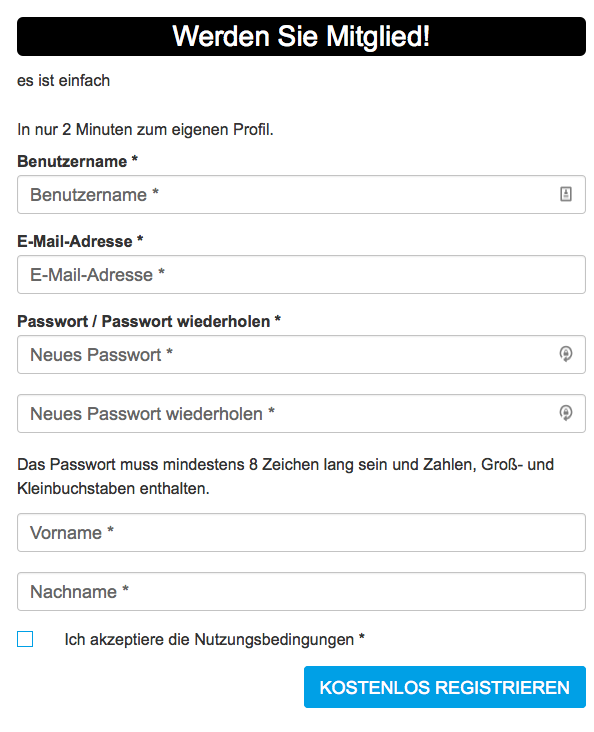 Werden Sie Mitglied!
es ist einfach
In nur 2 Minuten zum eigenen Profil.
Benutzername *
Benutzername *
E-Mail-Adresse *
E-Mail-Adresse *
Passwort / Passwort wiederholen *
Neues Passwort *
Neues Passwort wiederholen *
Das Passwort muss mindestens 8 Zeichen lang sein und Zahlen, Groß- und
Kleinbuchstaben enthalten.
Vorname *
Nachname *
Ich akzeptiere die Nutzungsbedingungen *
KOSTENLOS REGISTRIEREN